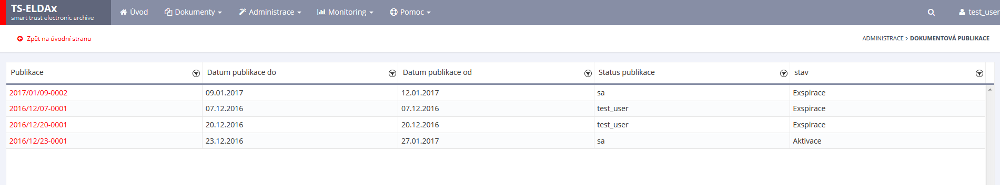 TS-ELDAx
smart trust electronic archive
Úvod Dokumenty Administrace Monitoring Pomoc test_user
Zpět na úvodní stranu ADMINISTRACE > DOKUMENTOVÁ PUBLIKACE
Publikace Datum publikace do Datum publikace od Status publikace stav
2017/01/09-0002 09.01.2017 12.01.2017 sa Exspirace
2016/12/07-0001 07.12.2016 07.12.2016 test_user Exspirace
2016/12/20-0001 20.12.2016 20.12.2016 test_user Exspirace
2016/12/23-0001 23.12.2016 27.01.2017 sa Aktivace